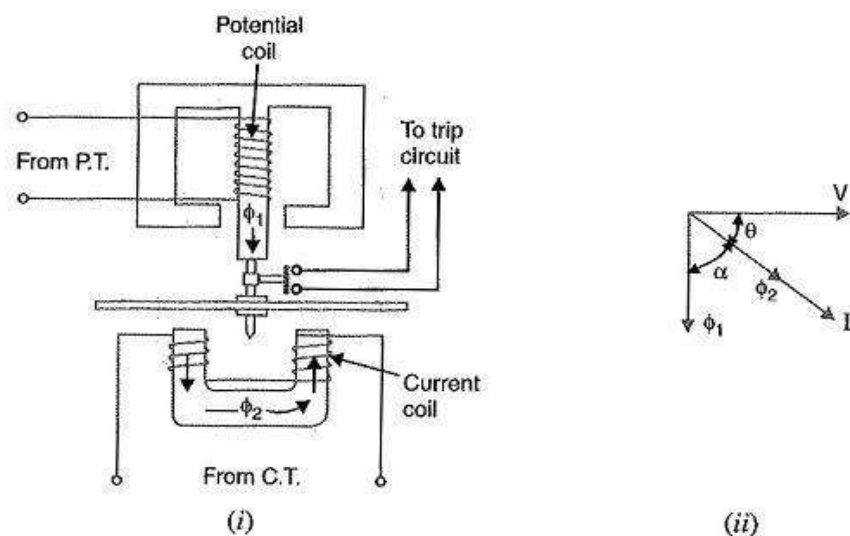 Potential
coil
To trip
circuit
From P.T.
ϕ1
V
θ
α
ϕ2
I
ϕ1
ϕ2
Current
coil
From C.T.
(i)
(ii)